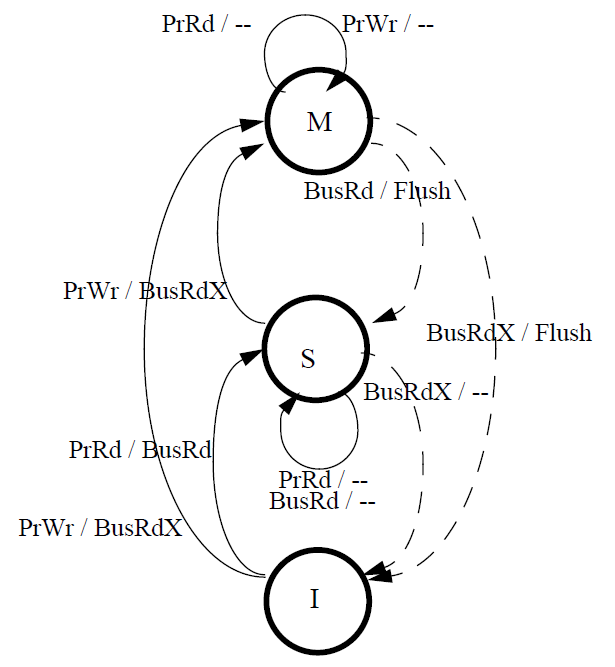 PrRd / --
PrWr / --
M
BusRd / Flush
PrWr / BusRdX
BusRdX / Flush
S
BusRdX / --
PrRd / BusRd
PrRd / --
BusRd / --
PrWr / BusRdX
I